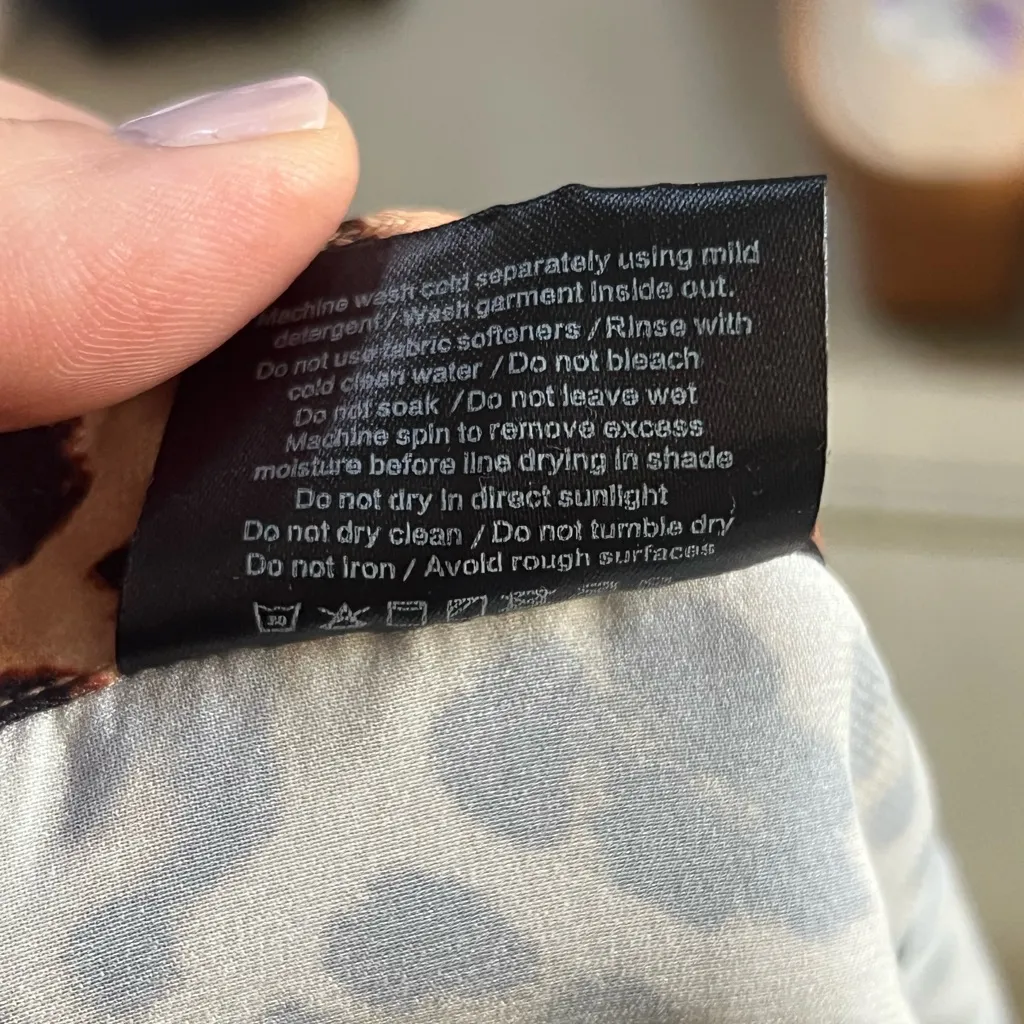 Machine wash cold separately using mild
detergent / Wash garment inside out.
Do not use fabric softeners / Rinse with
cold clean water / Do not bleach
Do not soak / Do not leave wet
Machine spin to remove excess
moisture before line drying in shade
Do not dry in direct sunlight
Do not dry clean / Do not tumble dry
Do not iron / Avoid rough surfaces
30